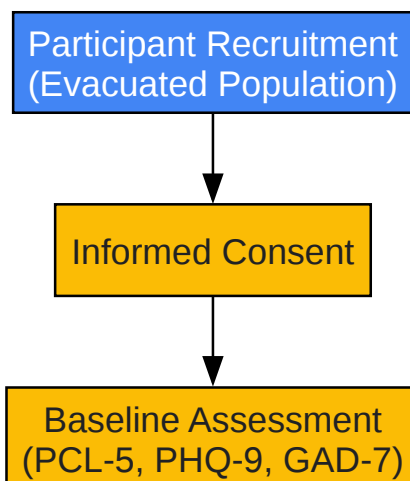 Participant Recruitment
(Evacuated Population)
Informed Consent
Baseline Assessment
(PCL-5, PHQ-9, GAD-7)